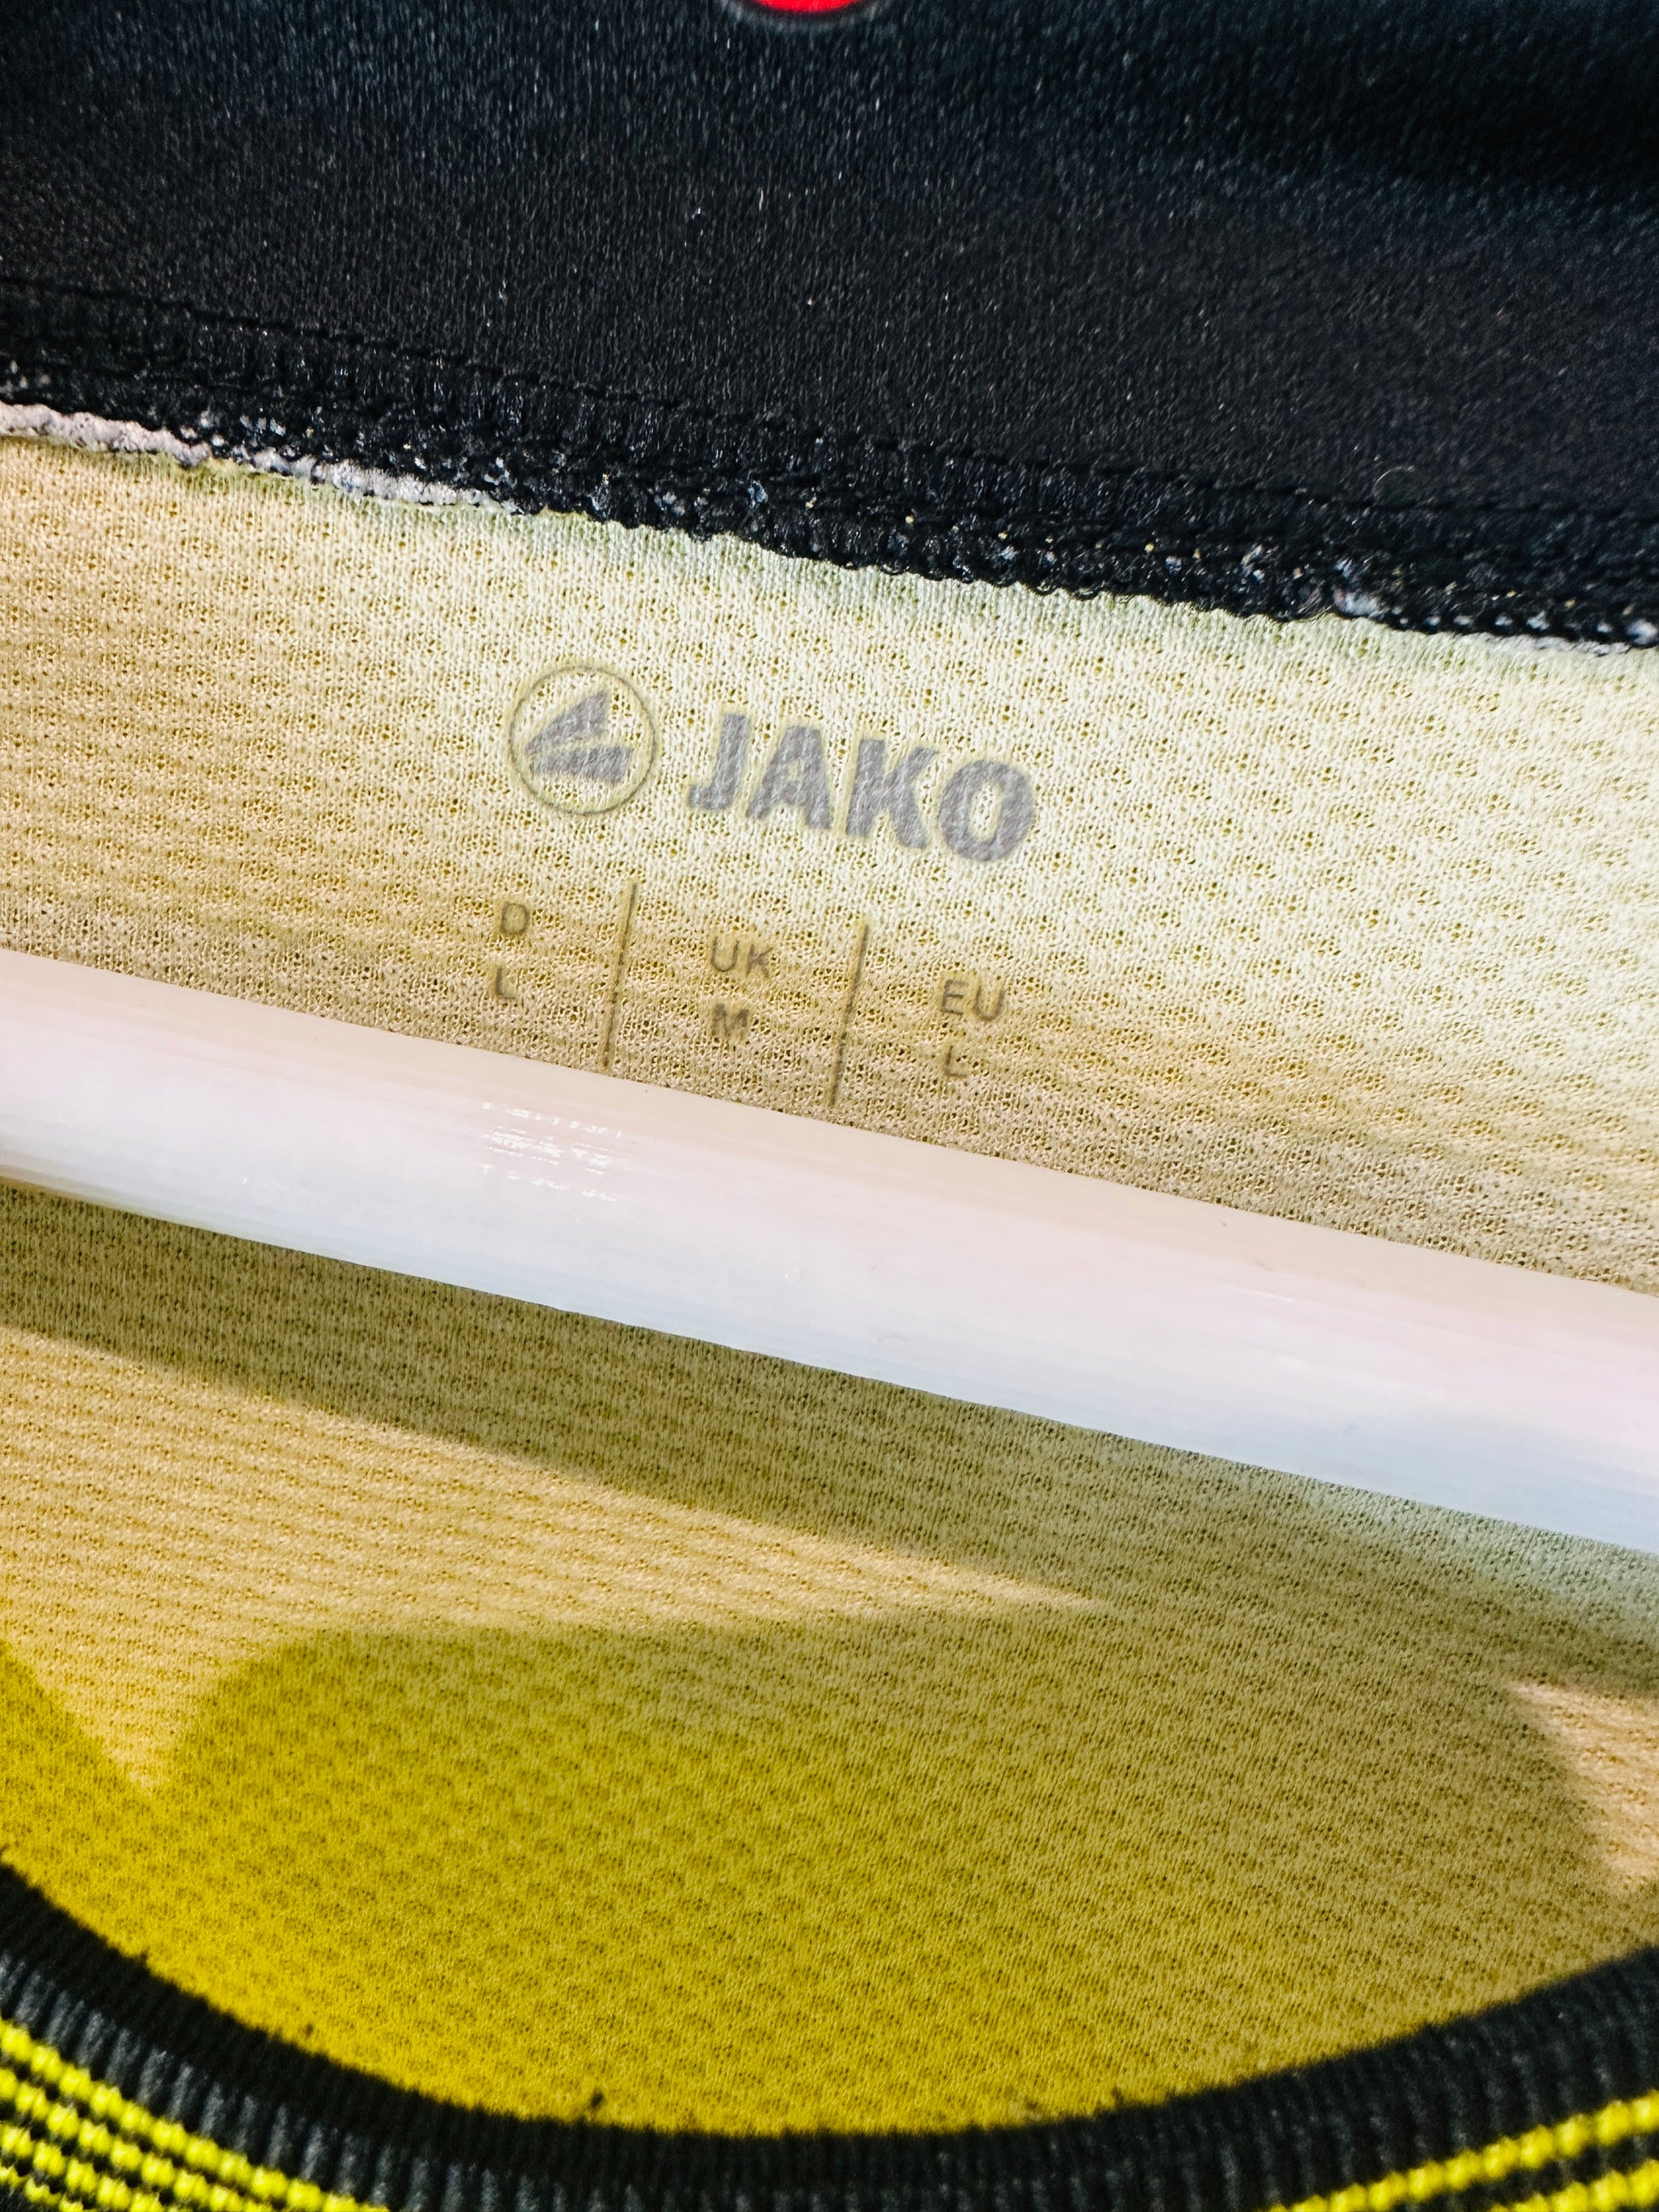 JAKO
D | UK | EU
L | M | L